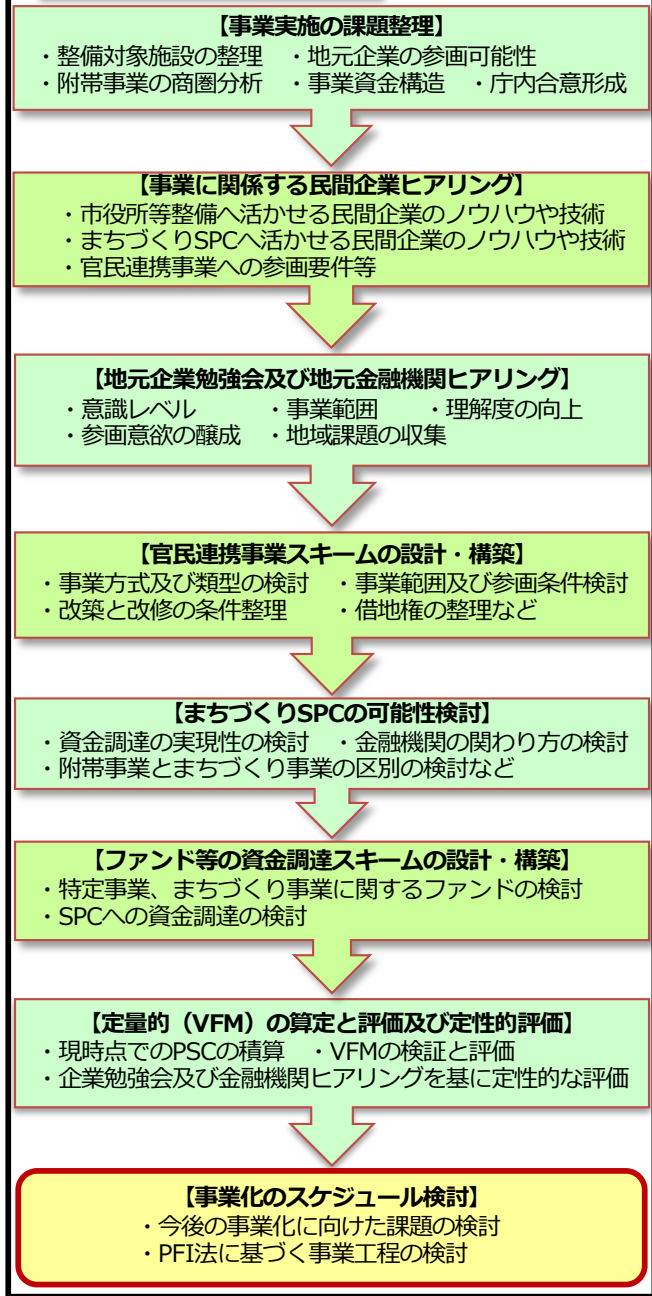 【事業実施の課題整理】
・整備対象施設の整理 ・地元企業の参画可能性
・附帯事業の商圏分析 ・事業資金構造 ・庁内合意形成
【事業に関係する民間企業ヒアリング】
・市役所等整備へ活かせる民間企業のノウハウや技術
・まちづくりSPCへ活かせる民間企業のノウハウや技術
・官民連携事業への参画要件等
【地元企業勉強会及び地元金融機関ヒアリング】
・意識レベル ・事業範囲 ・理解度の向上
・参画意欲の醸成 ・地域課題の収集
【官民連携事業スキームの設計・構築】
・事業方式及び類型の検討 ・事業範囲及び参画条件検討
・改築と改修の条件整理 ・借地権の整理など
【まちづくりSPCの可能性検討】
・資金調達の実現性の検討 ・金融機関の関わり方の検討
・附帯事業とまちづくり事業の区別の検討など
【ファンド等の資金調達スキームの設計・構築】
・特定事業、まちづくり事業に関するファンドの検討
・SPCへの資金調達の検討
【定量的（VFM）の算定と評価及び定性的評価】
・現時点でのPSCの積算 ・VFMの検証と評価
・企業勉強会及び金融機関ヒアリングを基に定性的な評価
【事業化のスケジュール検討】
・今後の事業化に向けた課題の検討
・PFI法に基づく事業工程の検討